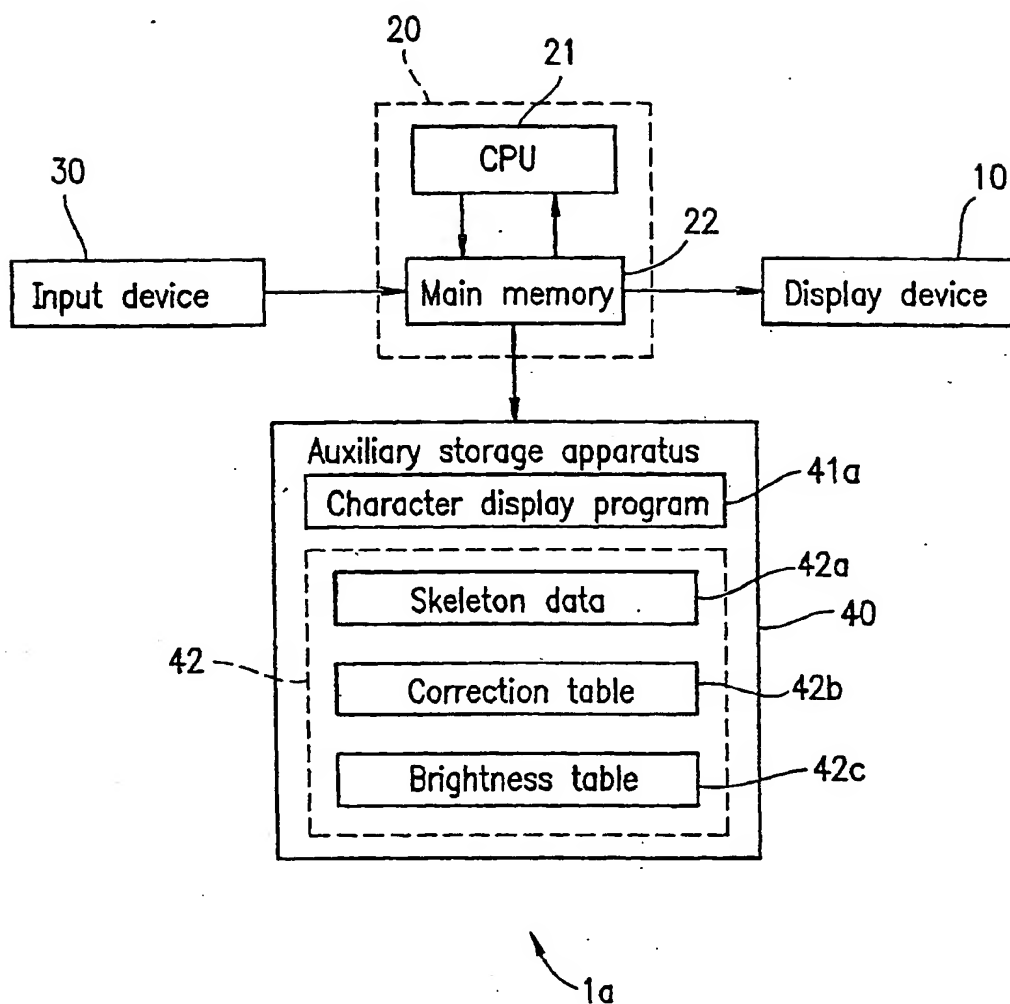 20
21
CPU
30
10
22
Input device
Main memory
Display device
Auxiliary storage apparatus
41a
Character display program
42a
Skeleton data
40
42
Correction table
42b
Brightness table
42c
1a